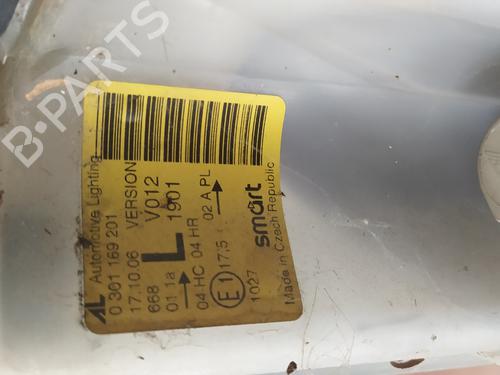 AL Automotive Lighting
0 301 169 201
17.10.06 VERSION
668 L V012
1901
01 1a
04 HC 04 HR 02 A PL
E1 17.5
1027 smart
Made in Czech Republic
B-PARTS